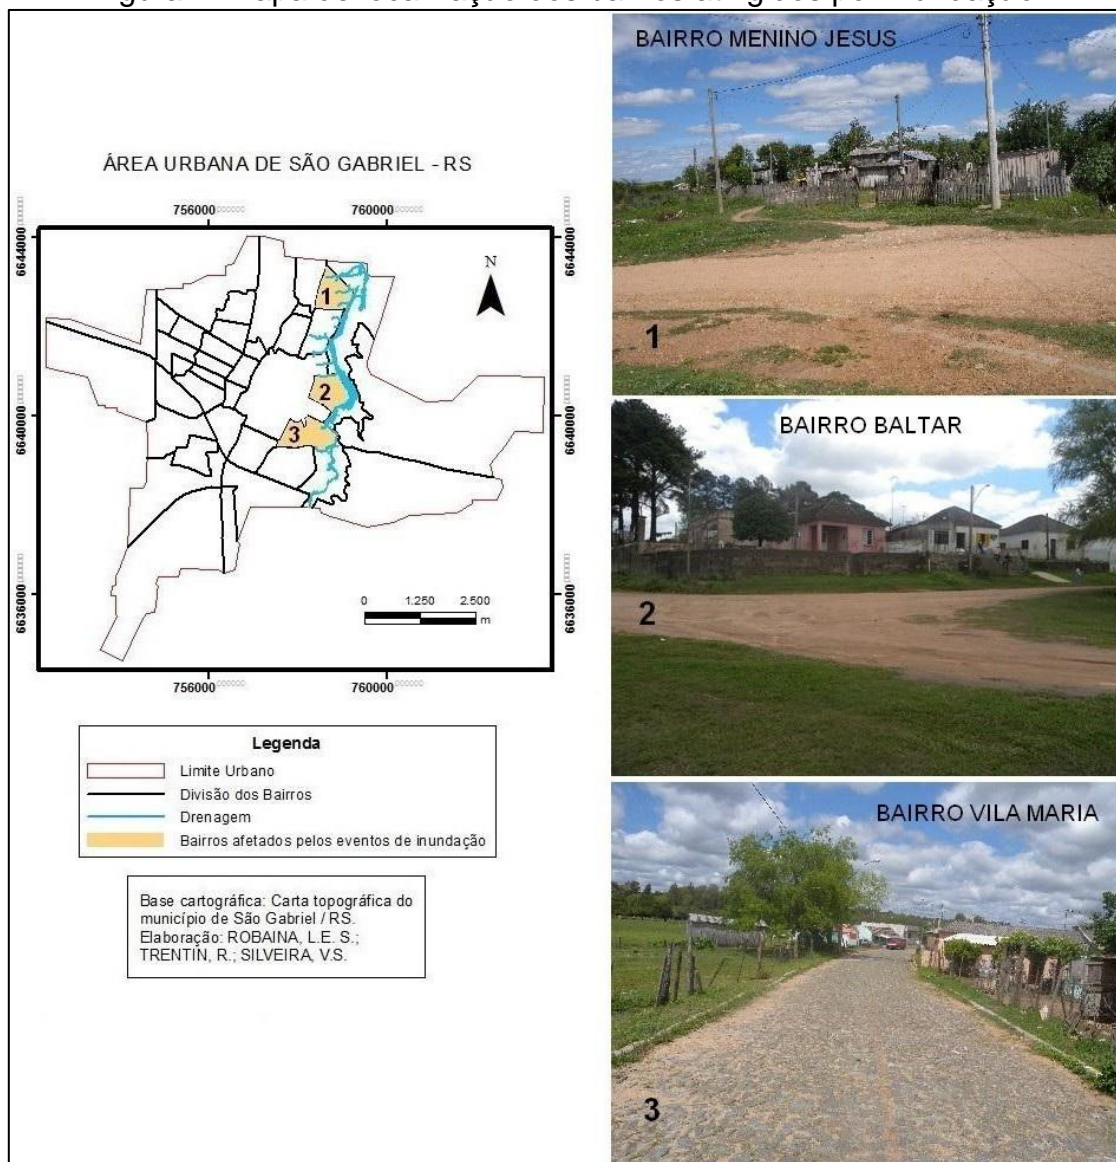 ÁREA URBANA DE SÃO GABRIEL - RS
756000
760000
6644000
6644000
N
1
2
3
6640000
6640000
6636000
6636000
0 1.250 2.500
m
756000
760000
Legenda
Limite Urbano
Divisão dos Bairros
Drenagem
Bairros afetados pelos eventos de inundação
Base cartográfica: Carta topográfica do
município de São Gabriel / RS.
Elaboração: ROBAINA, L.E. S.;
TRENTIN, R.; SILVEIRA, V.S.
BAIRRO MENINO JESUS
1
BAIRRO BALTAR
2
BAIRRO VILA MARIA
3